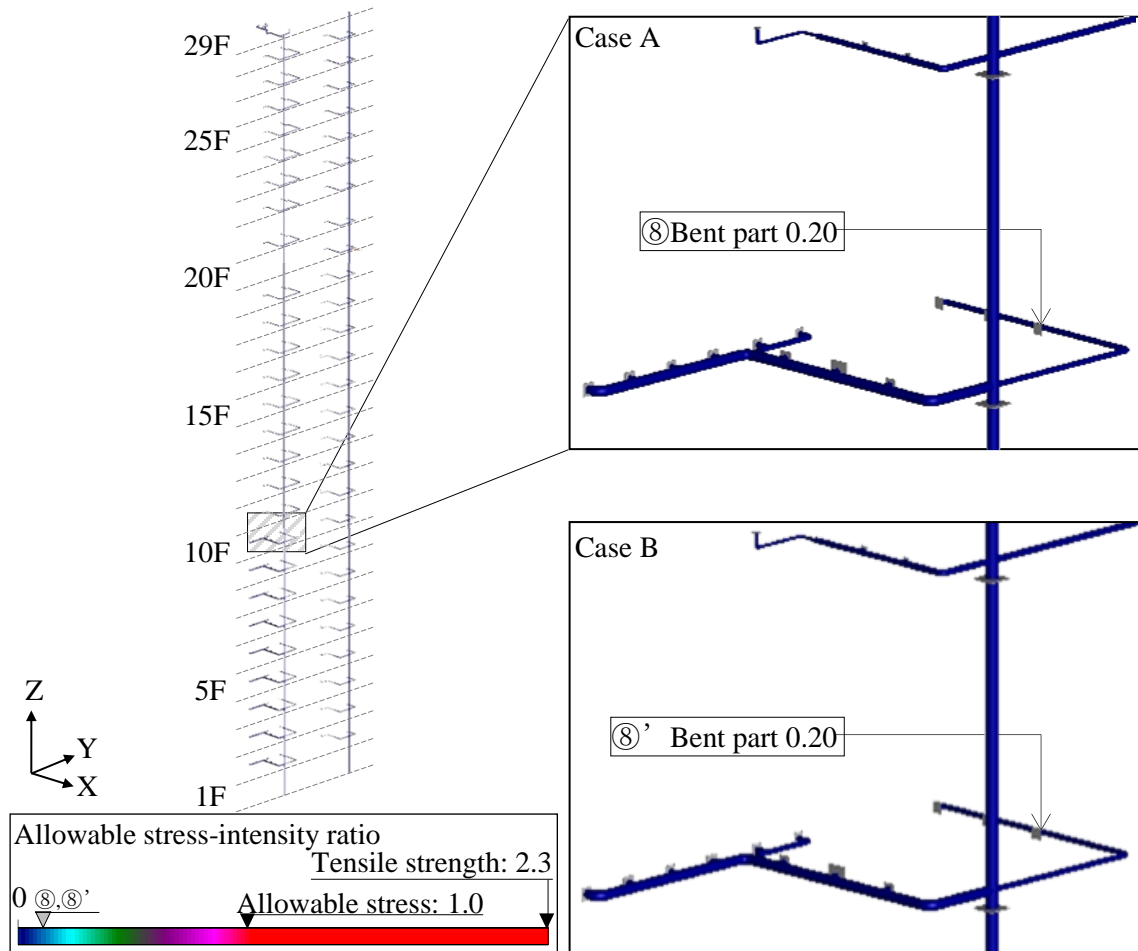 29F
25F
20F
15F
10F
5F
1F
Z
Y
X
Case A
⑧Bent part 0.20
Case B
⑧’ Bent part 0.20
Allowable stress-intensity ratio
Tensile strength: 2.3
0 ⑧,⑧’
Allowable stress: 1.0